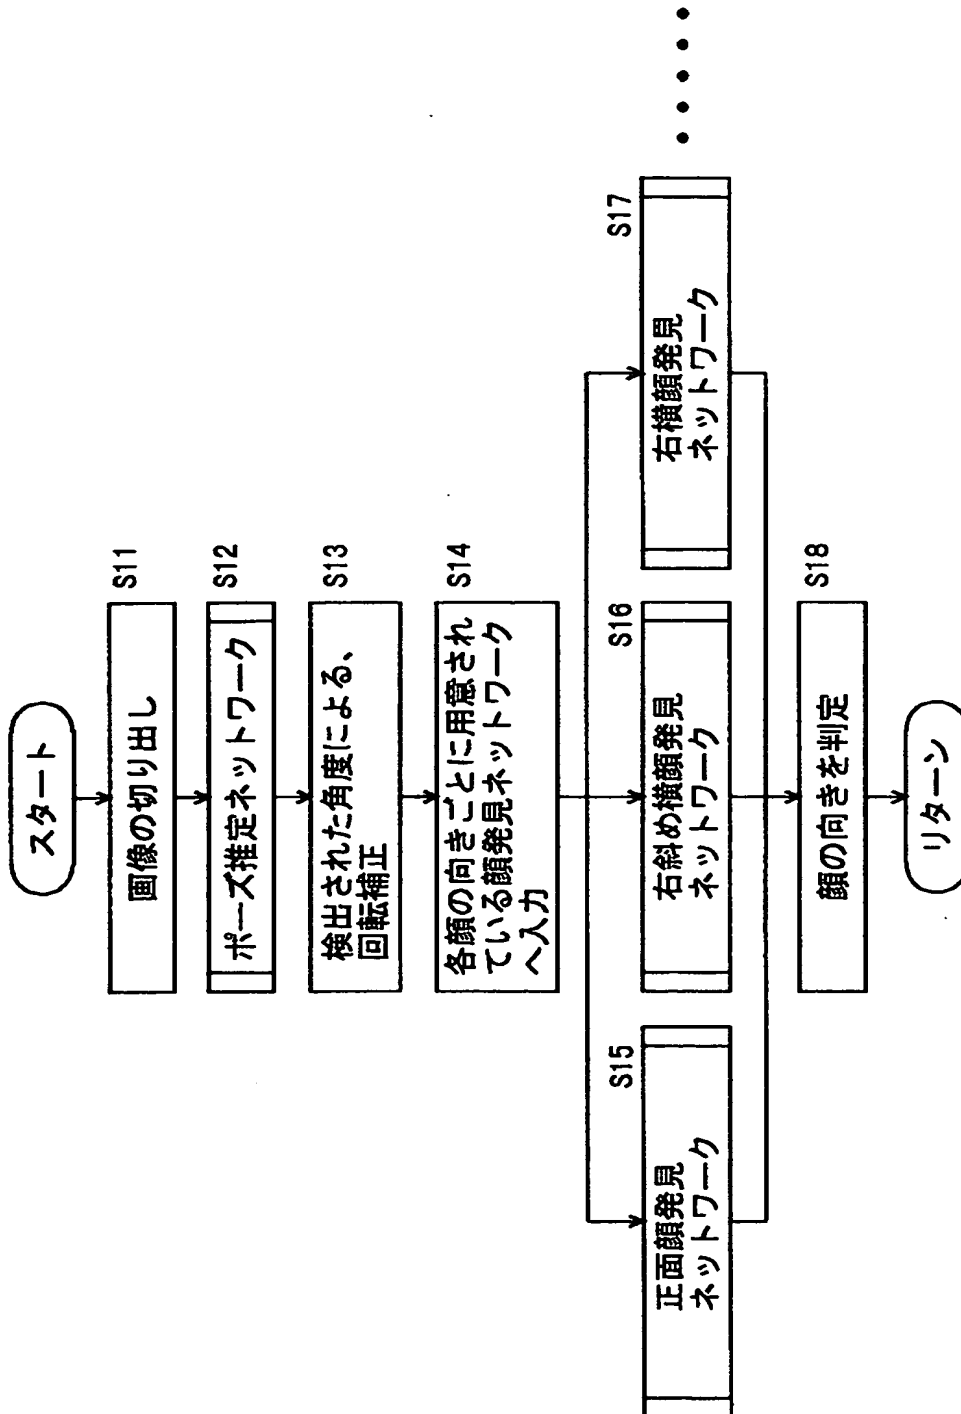 スタート
S11
画像の切り出し
S12
ポーズ推定ネットワーク
S13
検出された角度による、
回転補正
S14
各顔の向きごとに用意され
ている顔発見ネットワーク
へ入力
S15
正面顔発見
ネットワーク
S16
右斜め横顔発見
ネットワーク
S17
右横顔発見
ネットワーク
S18
顔の向きを判定
リターン